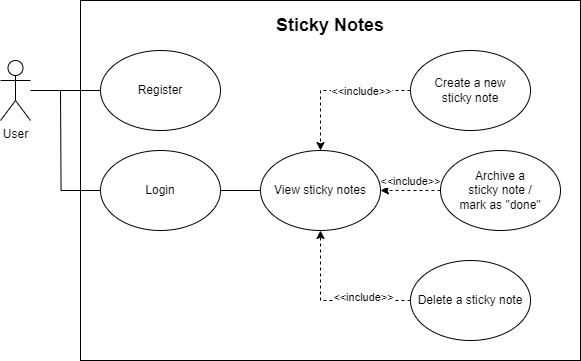 Sticky Notes
Register
<<include>>
Create a new
sticky note
User
Login
View sticky notes
<<include>>
Archive a
sticky note /
mark as "done"
<<include>>
Delete a sticky note